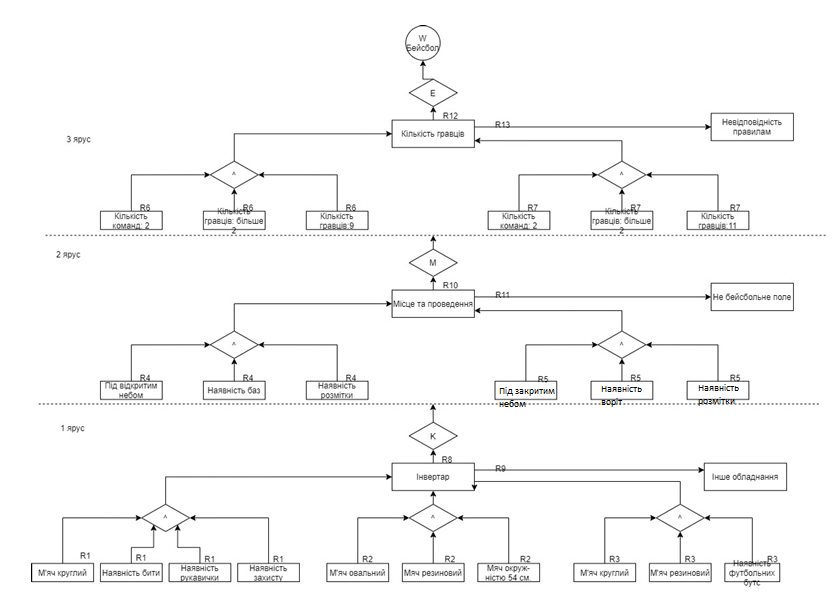 W
Бейсбол
E
R12
Кількість гравців
R13
Невідповідність
правилам
3 ярус
^
^
R6
R6
R6
R7
R7
R7
Кількість
команд: 2
Кількість
гравців: більше
2
Кількість
гравців:9
Кількість
команд: 2
Кількість
гравців: більше
2
Кількість
гравців:11
2 ярус
M
R10
Місце та проведення
R11
Не бейсбольне поле
^
^
R4
R4
R4
R5
R5
R5
Під відкритим
небом
Наявність баз
Наявність
розмітки
Під закритим
небом
Наявність
воріт
Наявність
розмітки
1 ярус
K
R8
Інвертар
R9
Інше обладнання
^
^
^
R1
R1
R1
R1
R2
R2
R2
R3
R3
R3
М'яч круглий
Наявність бити
Наявність
рукавички
Наявність
захисту
М'яч овальний
Мяч резиновий
Мяч окруж-
ністю 54 см
М'яч круглий
М'яч резиновий
Наявність
футбольних
бутс